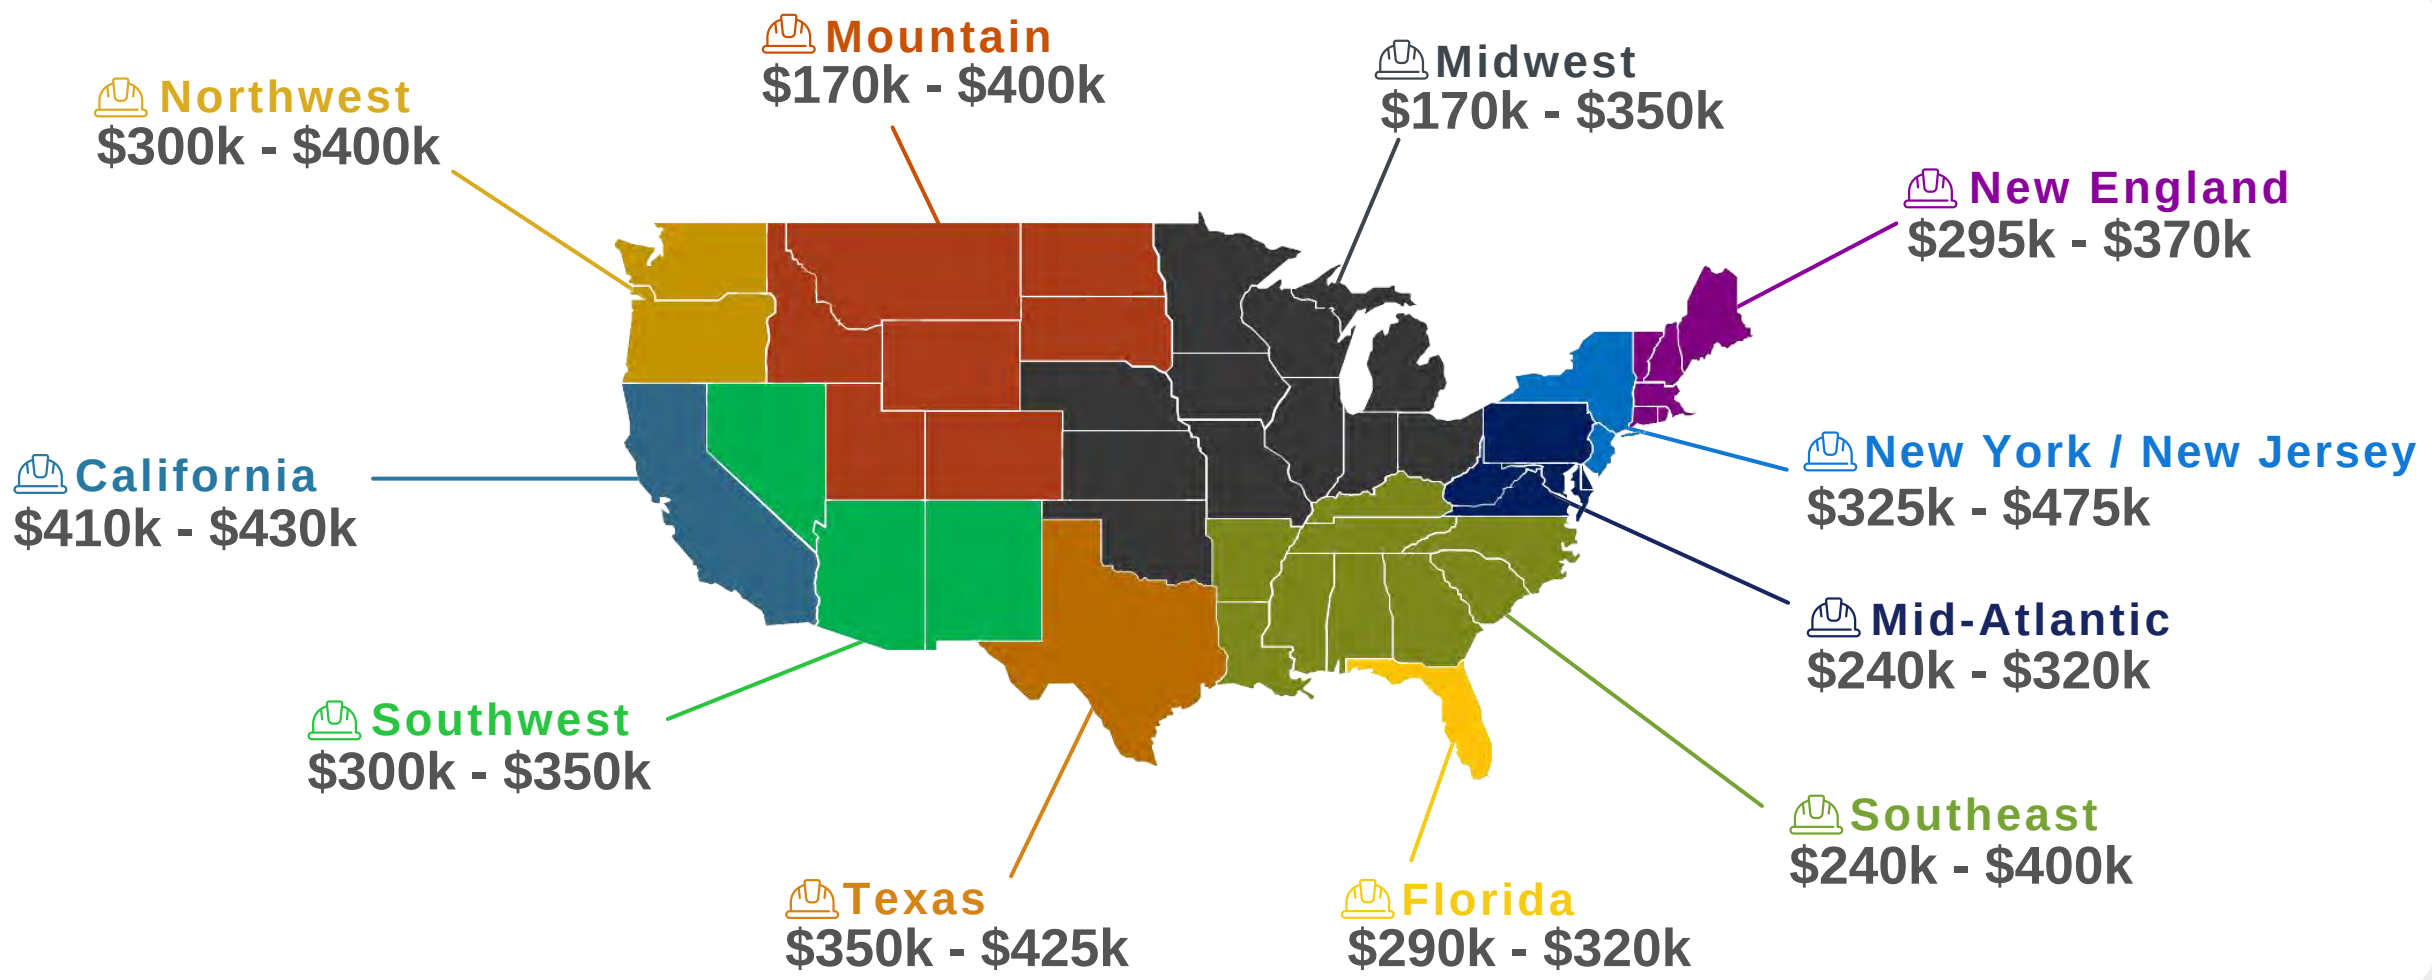 Mountain
$170k - $400k
Midwest
$170k - $350k
Northwest
$300k - $400k
New England
$295k - $370k
New York / New Jersey
$325k - $475k
California
$410k - $430k
Mid-Atlantic
$240k - $320k
Southwest
$300k - $350k
Southeast
$240k - $400k
Texas
$350k - $425k
Florida
$290k - $320k